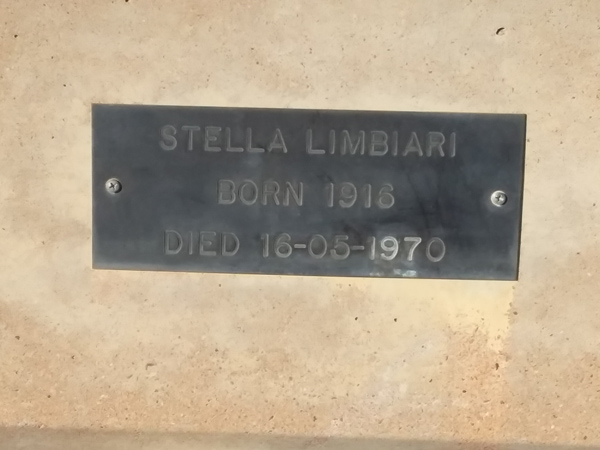 STELLA LIMBIARI
BORN 1916
DIED 16-05-1970